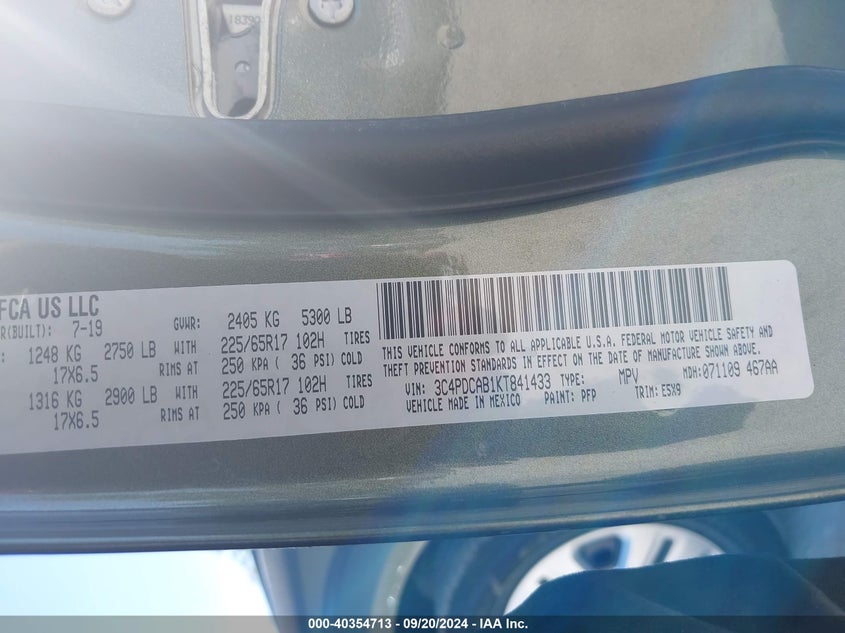 18390
FCA US LLC
R(BUILT): 7-19 GVWR: 2405 KG 5300 LB
: 1248 KG 2750 LB WITH 225/65R17 102H TIRES
17X6.5 RIMS AT 250 KPA ( 36 PSI) COLD
1316 KG 2900 LB WITH 225/65R17 102H TIRES
17X6.5 RIMS AT 250 KPA ( 36 PSI) COLD
THIS VEHICLE CONFORMS TO ALL APPLICABLE U.S.A. FEDERAL MOTOR VEHICLE SAFETY AND
THEFT PREVENTION STANDARDS IN EFFECT ON THE DATE OF MANUFACTURE SHOWN ABOVE.
VIN: 3C4PDCAB1KT841433 TYPE: MPV MDH: 071109 467AA
VEHICLE MADE IN MEXICO PAINT: PFP TRIM: E5X9
000-40354713 - 09/20/2024 - IAA Inc.